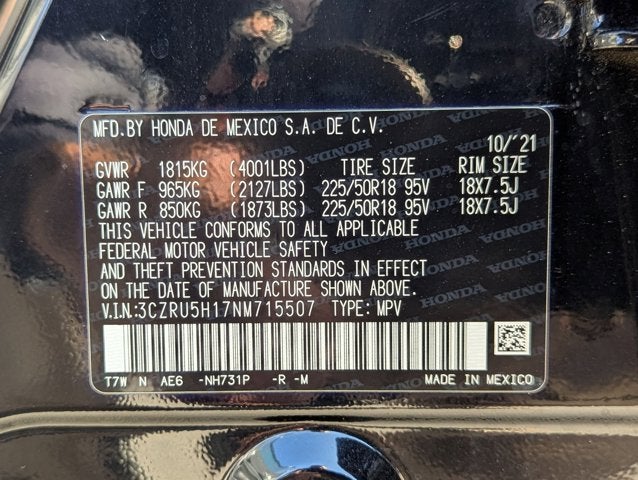 MFD.BY HONDA DE MEXICO S.A. DE C.V.
10/'21
GVWR 1815KG (4001LBS) TIRE SIZE RIM SIZE
GAWR F 965KG (2127LBS) 225/50R18 95V 18X7.5J
GAWR R 850KG (1873LBS) 225/50R18 95V 18X7.5J
THIS VEHICLE CONFORMS TO ALL APPLICABLE
FEDERAL MOTOR VEHICLE SAFETY
AND THEFT PREVENTION STANDARDS IN EFFECT
ON THE DATE OF MANUFACTURE SHOWN ABOVE.
V.I.N.:3CZRU5H17NM715507 TYPE: MPV
T7W N AE6 -NH731P -R -M MADE IN MEXICO